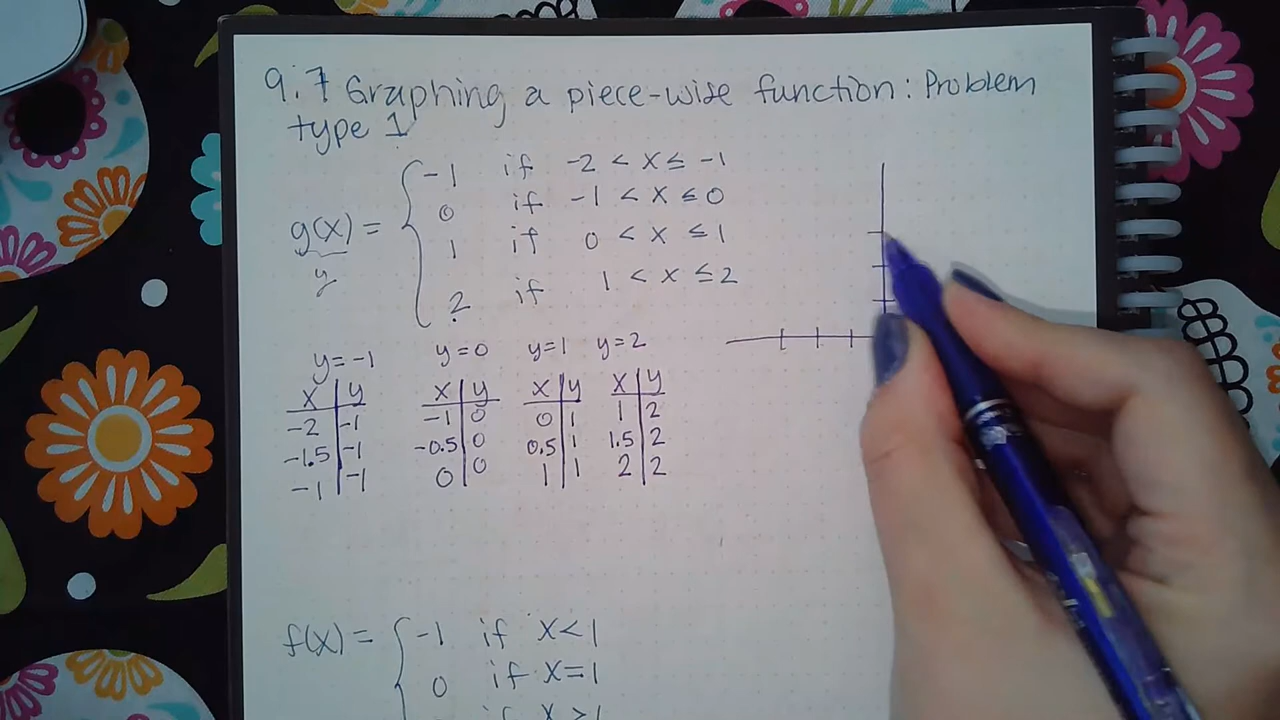 9.7 Graphing a piece-wise function: Problem
type 1
g(x) = { -1 if -2 < x ≤ -1
0 if -1 < x ≤ 0
1 if 0 < x ≤ 1
2 if 1 < x ≤ 2
y
y=-1 y=0 y=1 y=2
x y x y x y x y
-2 -1 -1 0 0 1 1 2
-1.5 -1 -0.5 0 0.5 1 1.5 2
-1 -1 0 0 1 1 2 2
f(x) = { -1 if x<1
0 if x=1
if x>1